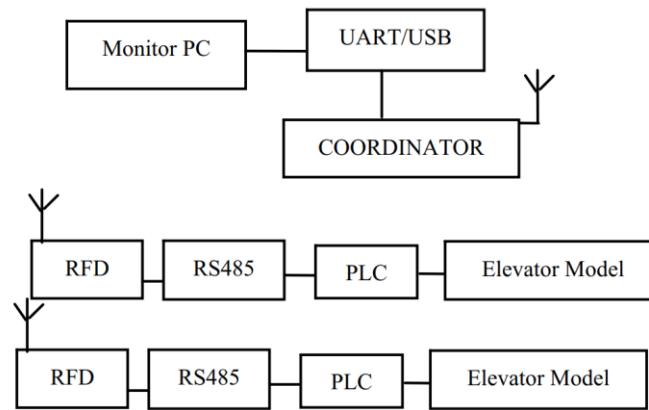 Monitor PC
UART/USB
COORDINATOR
RFD
RS485
PLC
Elevator Model
RFD
RS485
PLC
Elevator Model